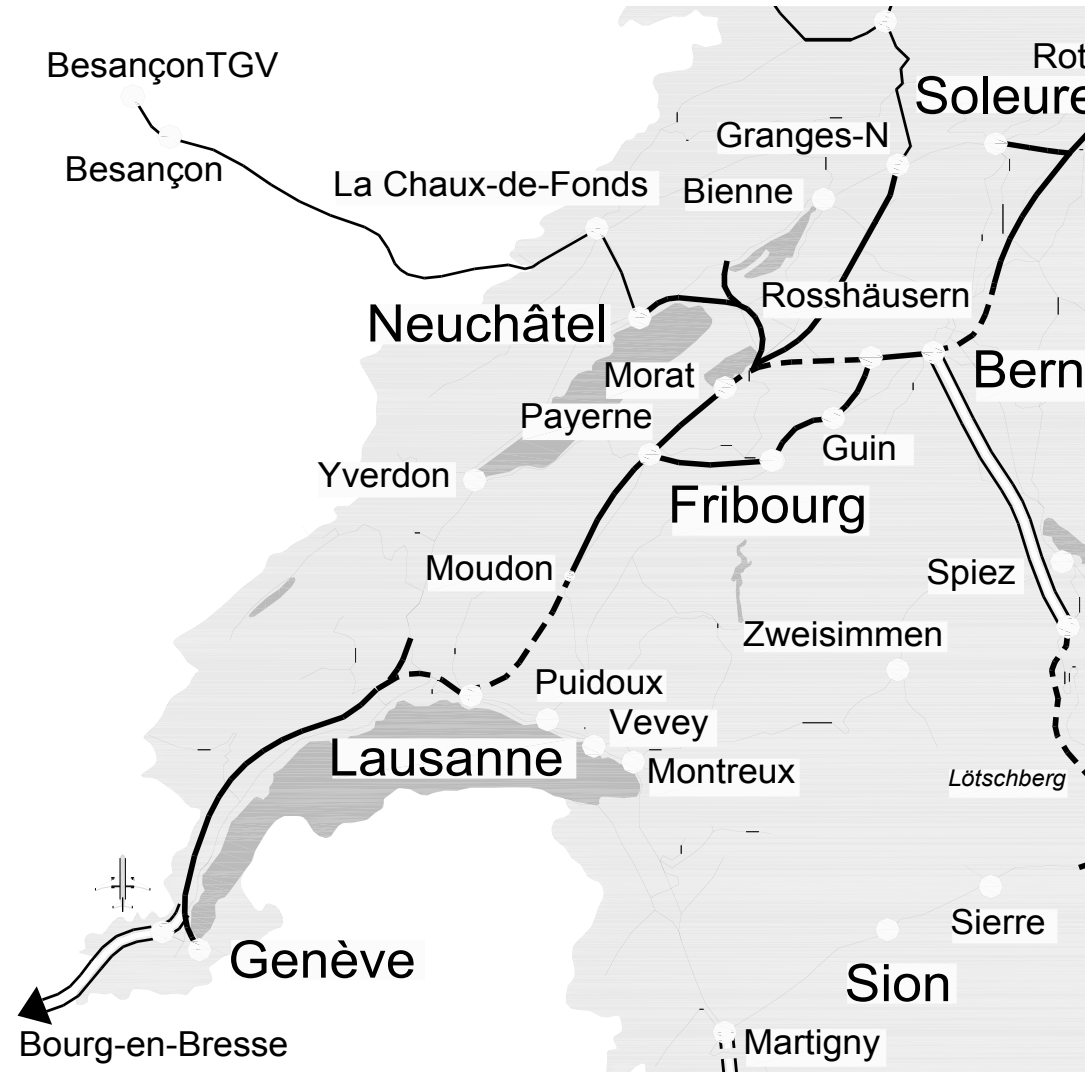 Rot
BesançonTGV
Soleure
Granges-N
Besançon
La Chaux-de-Fonds
Bienne
Rosshäusern
Neuchâtel
Morat
Bern
Payerne
Guin
Yverdon
Fribourg
Moudon
Spiez
Zweisimmen
Puidoux
Vevey
Lausanne
Montreux
Lötschberg
Sierre
Genève
Sion
Bourg-en-Bresse
Martigny